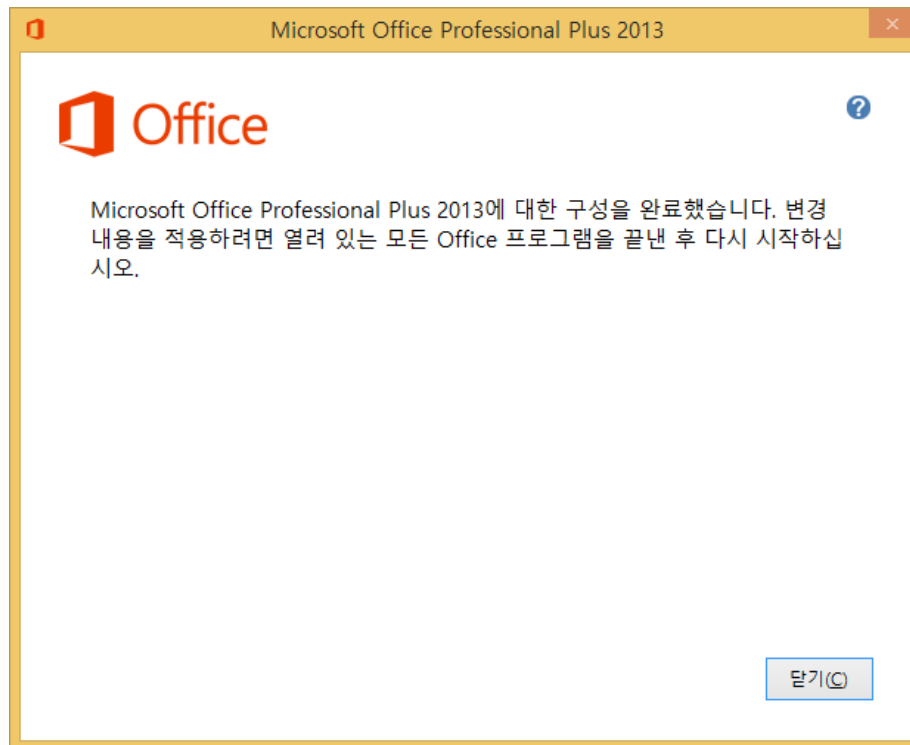 Microsoft Office Professional Plus 2013
Office
Microsoft Office Professional Plus 2013에 대한 구성을 완료했습니다. 변경
내용을 적용하려면 열려 있는 모든 Office 프로그램을 끝낸 후 다시 시작하십
시오.
닫기(C)